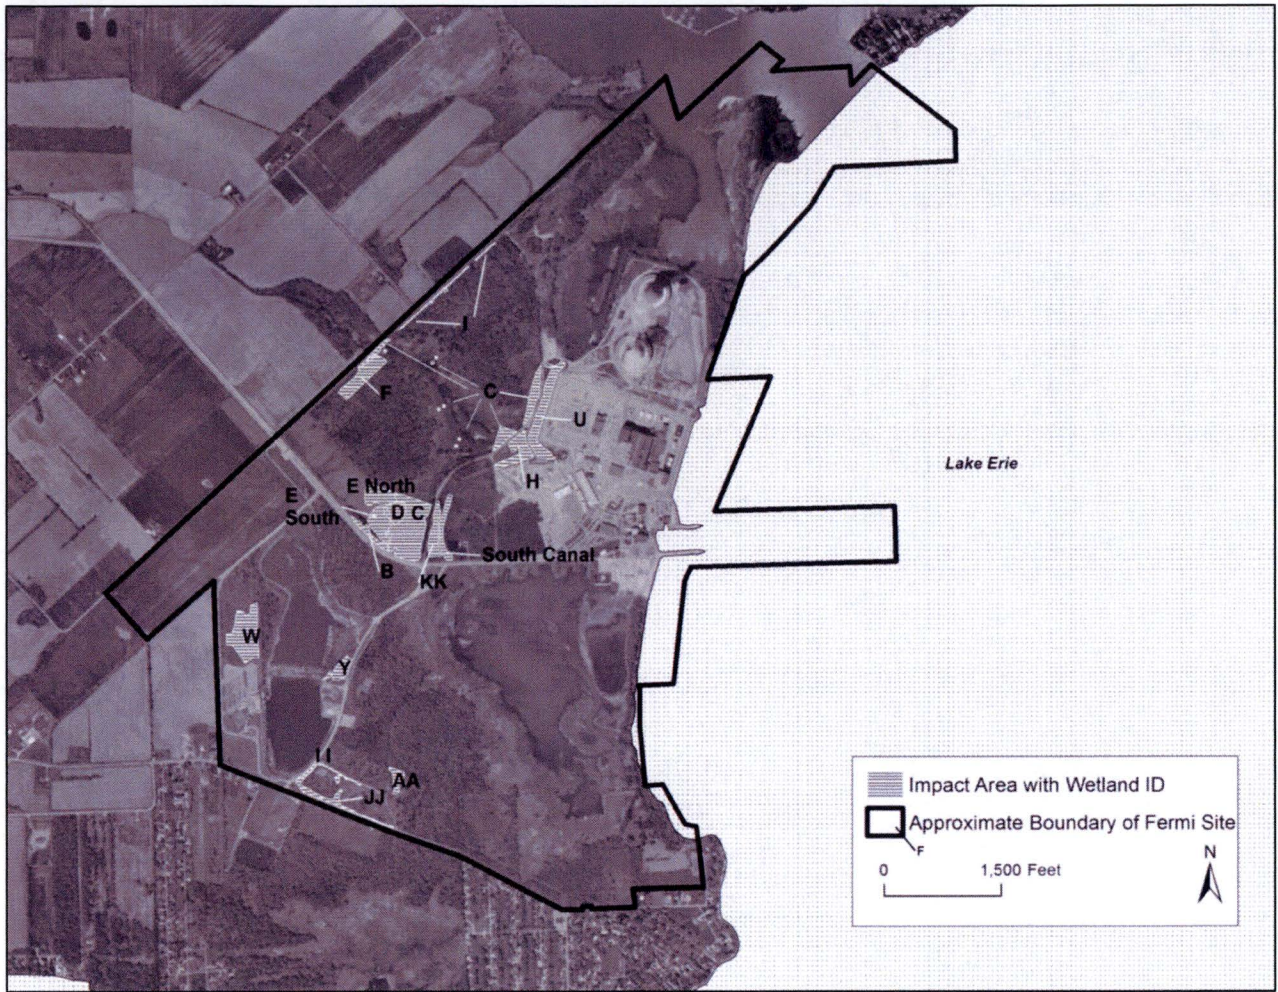 I
F
C
U
Lake Erie
H
E North
E
South
D C
South Canal
B
KK
W
Y
I I
AA
JJ
Impact Area with Wetland ID
Approximate Boundary of Fermi Site
F
0 1,500 Feet
N